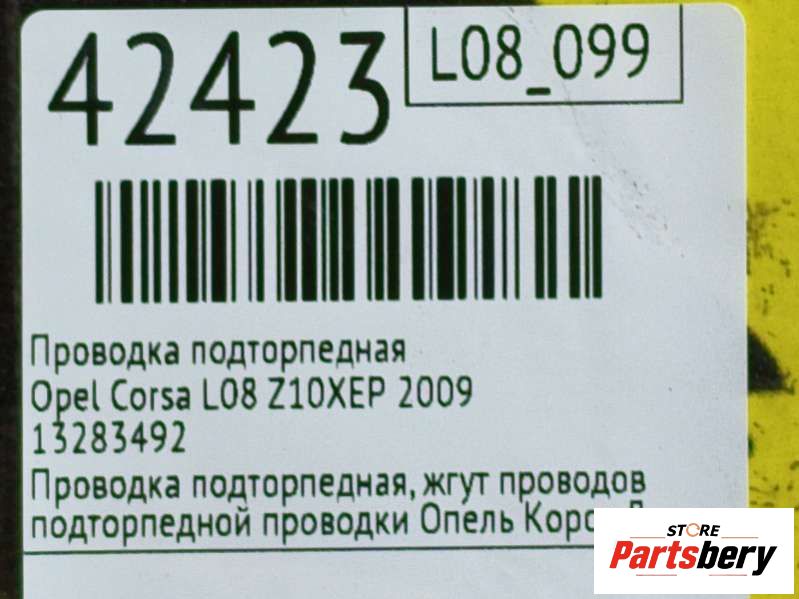 42423
L08_099
Проводка подторпедная
Opel Corsa L08 Z10XEP 2009
13283492
Проводка подторпедная, жгут проводов
подторпедной проводки Опель
STORE
Partsbery